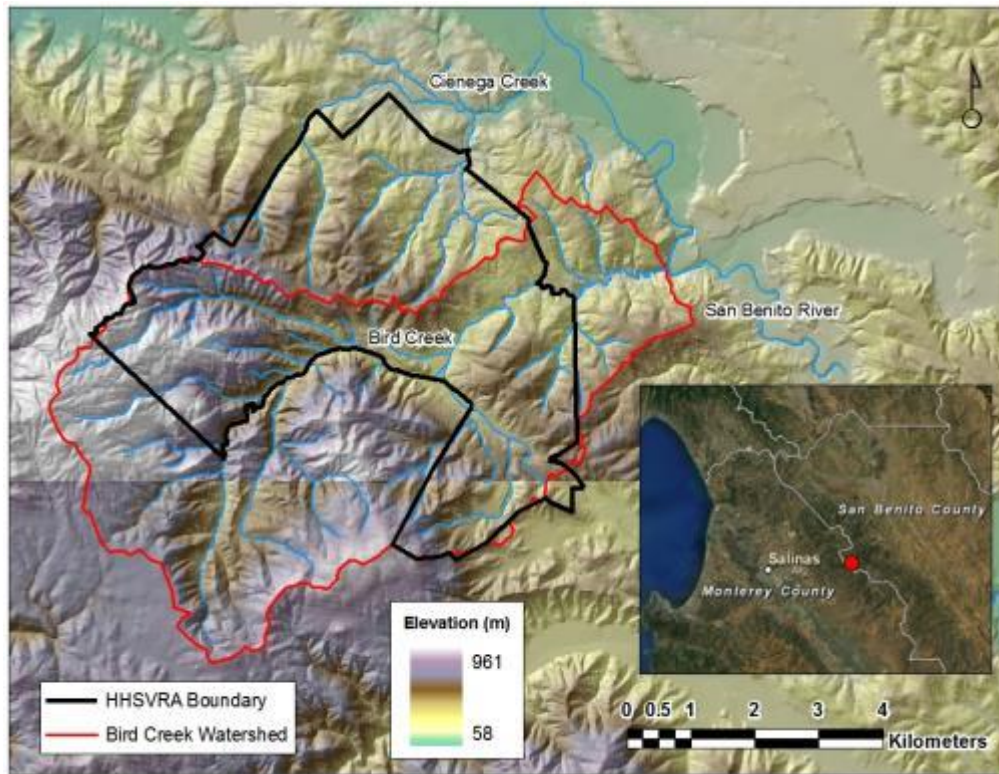 Cienega Creek
Bird Creek
San Benito River
San Benito County
Salinas
Monterey County
Elevation (m)
961
58
HHSVRA Boundary
Bird Creek Watershed
0 0.5 1 2 3 4
Kilometers